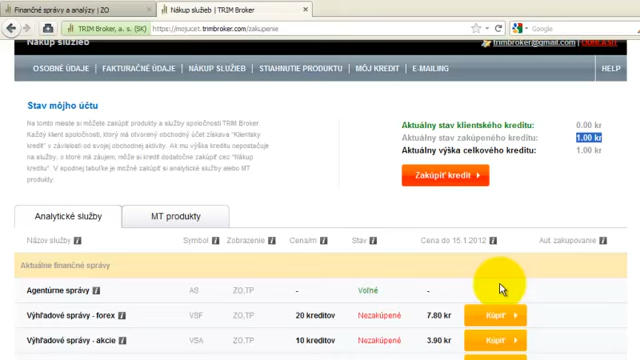 Finančné správy a analýzy | ZO
Nákup služieb | TRIM Broker
TRIM Broker, a. s. (SK)
https://mojucet.trimbroker.com/zakupenie
Google
Nákup služieb
trimbroker@gmail.com | ODHLÁSIŤ
OSOBNÉ ÚDAJE | FAKTURAČNÉ ÚDAJE | NÁKUP SLUŽIEB | STIAHNUTIE PRODUKTU | MÔJ KREDIT | E-MAILING
HELP
Stav môjho účtu
Na tomto mieste si môžete zakúpiť produkty a služby spoločnosti TRIM Broker.
Každý klient spoločnosti, ktorý má otvorený obchodný účet získava "Klientsky
kredit" v závislosti od svojej obchodnej aktivity. Ak mu výška kreditu nepostačuje
na služby, o ktoré má záujem, môže si kredit dodatočne zakúpiť cez "Nákup
kreditu". V spodnej tabuľke je možné zakúpiť si analytické služby alebo MT
produkty.
Aktuálny stav klientského kreditu: 0.00 kr
Aktuálny stav zakúpeného kreditu: 1.00 kr
Aktuálny výška celkového kreditu: 1.00 kr
Zakúpiť kredit
Analytické služby
MT produkty
Názov služby Symbol Zobrazenie Cena/m Stav Cena do 15.1.2012 Aut. zakupovanie
Aktuálne finančné správy
Agentúrne správy AS ZO,TP - Voľné -
Výhľadové správy - forex VSF ZO,TP 20 kreditov Nezakúpené 7.80 kr Kúpiť
Výhľadové správy - akcie VSA ZO,TP 10 kreditov Nezakúpené 3.90 kr Kúpiť